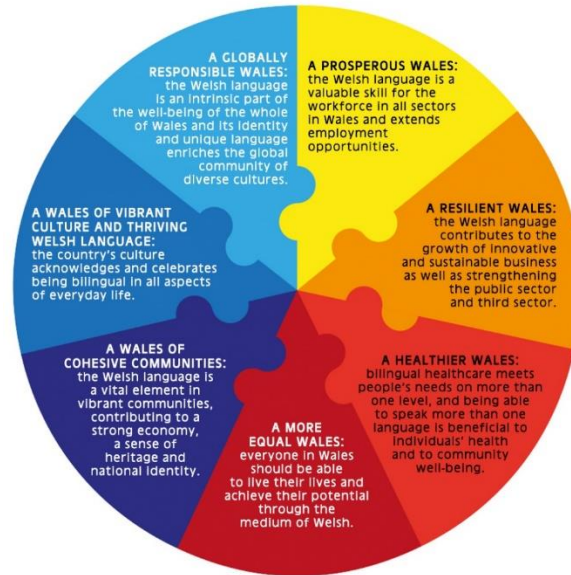 A GLOBALLY
RESPONSIBLE WALES:
the Welsh language
is an intrinsic part of
the well-being of the whole
of Wales and its identity
and unique language
enriches the global
community of
diverse cultures.
A PROSPEROUS WALES:
the Welsh language is a
valuable skill for the
workforce in all sectors
in Wales and extends
employment
opportunities.
A RESILIENT WALES:
the Welsh language
contributes to the
growth of innovative
and sustainable business
as well as strengthening
the public sector
and third sector.
A HEALTHIER WALES:
bilingual healthcare meets
people's needs on more than
one level, and being able
to speak more than one
language is beneficial to
individuals' health
and to community
well-being.
A MORE
EQUAL WALES:
everyone in Wales
should be able
to live their lives and
achieve their potential
through the
medium of Welsh.
A WALES OF
COHESIVE COMMUNITIES:
the Welsh language is
a vital element in
vibrant communities,
contributing to a
strong economy,
a sense of
heritage and
national identity.
A WALES OF VIBRANT
CULTURE AND THRIVING
WELSH LANGUAGE:
the country's culture
acknowledges and celebrates
being bilingual in all aspects
of everyday life.